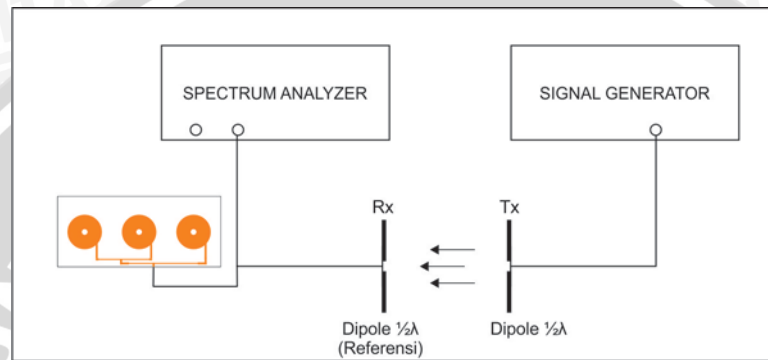 SPECTRUM ANALYZER
SIGNAL GENERATOR
Rx
Tx
Dipole ½λ
(Referensi)
Dipole ½λ